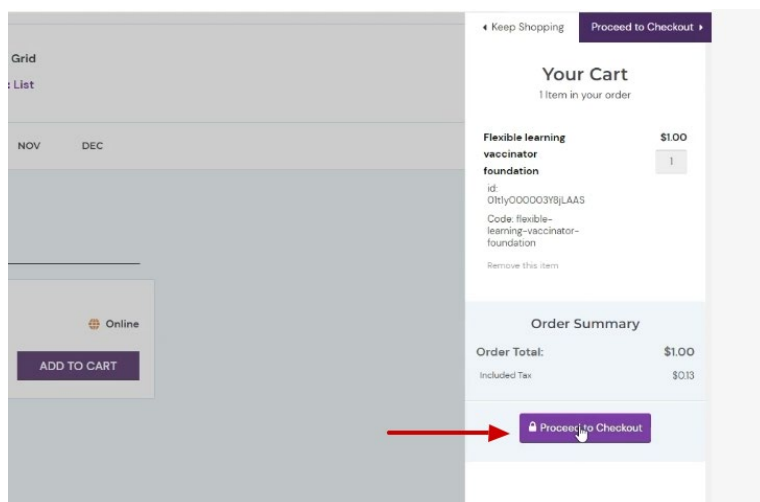 Keep Shopping
Proceed to Checkout
Grid
: List
NOV DEC
Online
ADD TO CART
Your Cart
1 Item in your order
Flexible learning
vaccinator
foundation
$1.00
1
id:
Code: flexible-
learning-vaccinator-
foundation
Remove this item
Order Summary
Order Total: $1.00
Included Tax $0.13
Proceed to Checkout